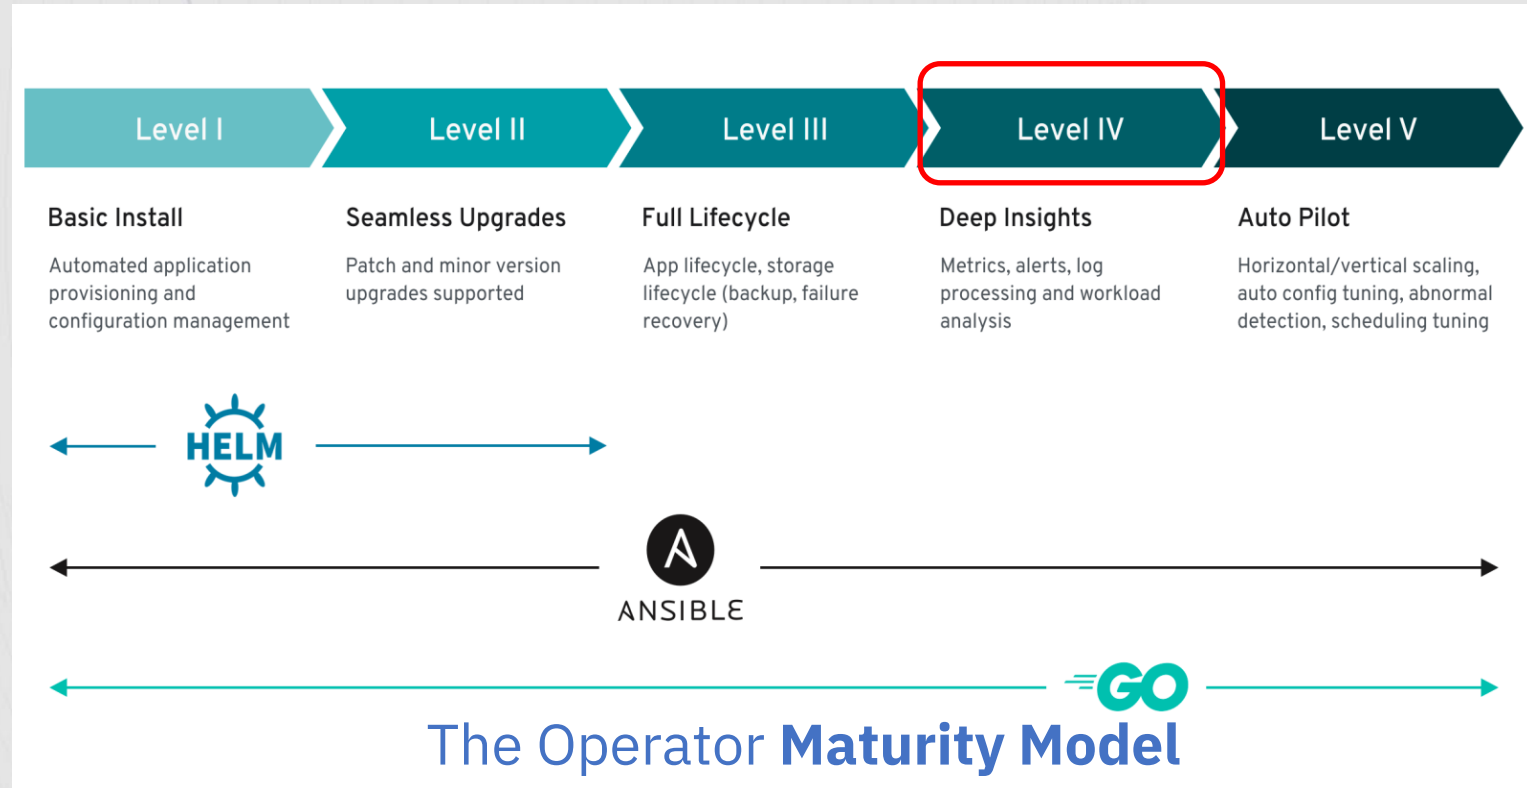 Level I
Level II
Level III
Level IV
Level V
Basic Install
Automated application
provisioning and
configuration management
Seamless Upgrades
Patch and minor version
upgrades supported
Full Lifecycle
App lifecycle, storage
lifecycle (backup, failure
recovery)
Deep Insights
Metrics, alerts, log
processing and workload
analysis
Auto Pilot
Horizontal/vertical scaling,
auto config tuning, abnormal
detection, scheduling tuning
HELM
A
ANSIBLE
GO
The Operator Maturity Model